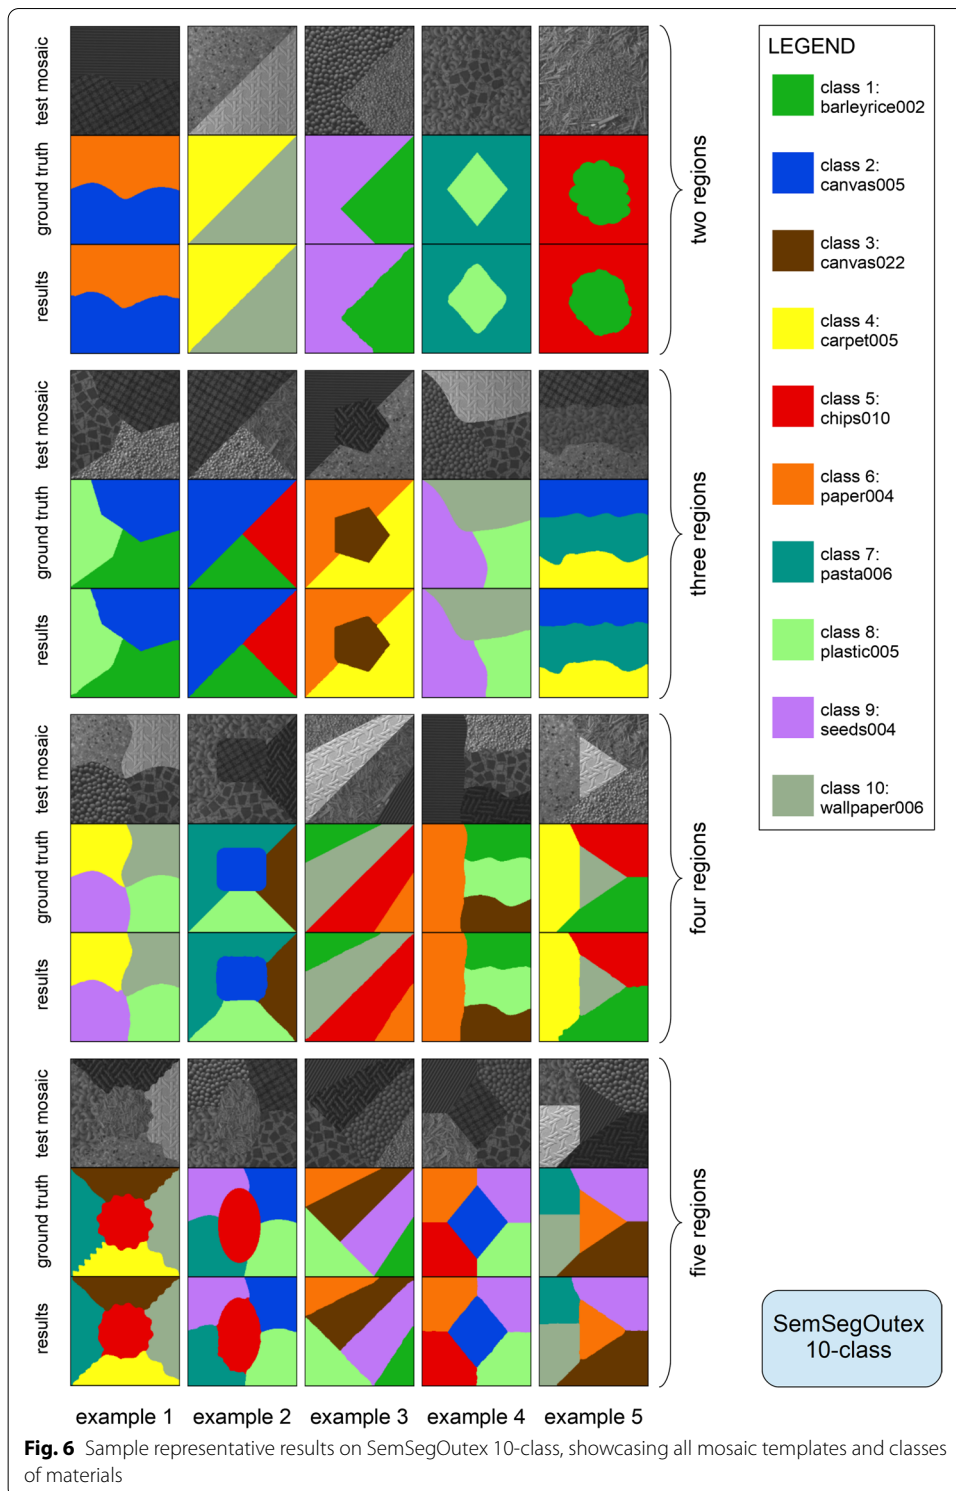 test mosaic
ground truth
results
two regions
test mosaic
ground truth
results
three regions
test mosaic
ground truth
results
four regions
test mosaic
ground truth
results
five regions
example 1
example 2
example 3
example 4
example 5
LEGEND
class 1:
barleyrice002
class 2:
canvas005
class 3:
canvas022
class 4:
carpet005
class 5:
chips010
class 6:
paper004
class 7:
pasta006
class 8:
plastic005
class 9:
seeds004
class 10:
wallpaper006
SemSegOutex
10-class
Fig. 6 Sample representative results on SemSegOutex 10-class, showcasing all mosaic templates and classes
of materials